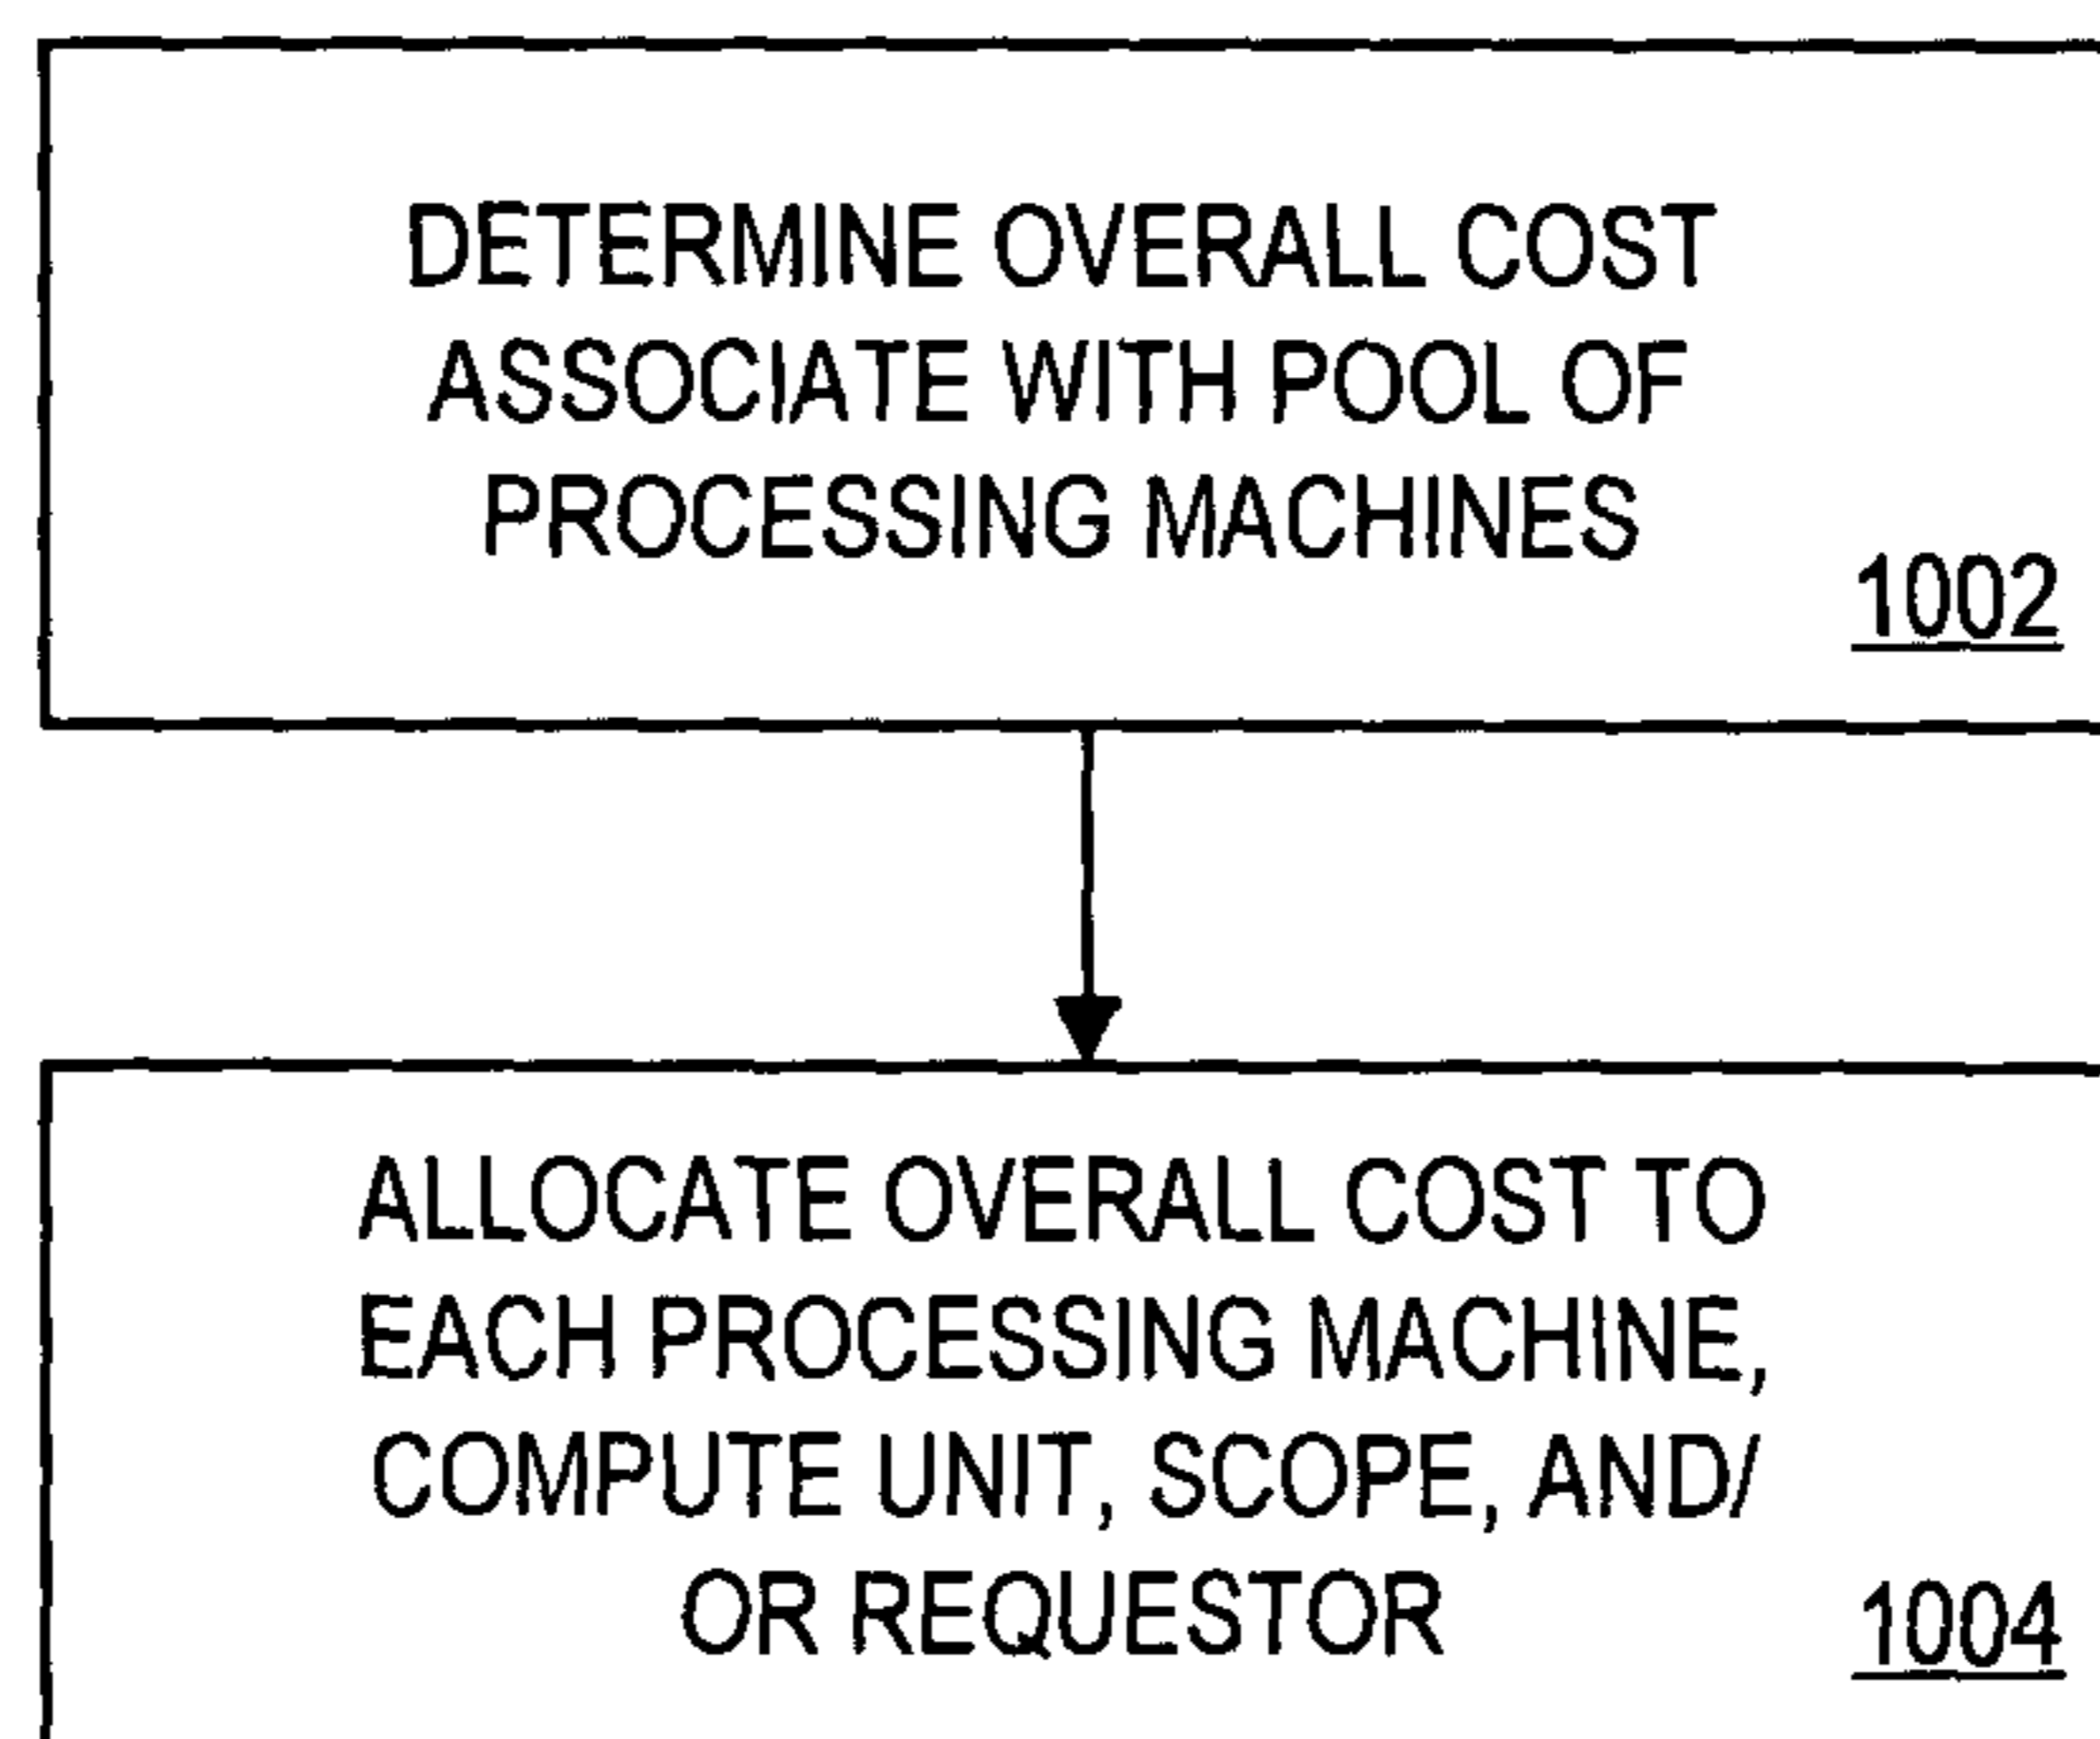 DETERMINE OVERALL COST
ASSOCIATE WITH POOL OF
PROCESSING MACHINES
1002
ALLOCATE OVERALL COST TO
EACH PROCESSING MACHINE,
COMPUTE UNIT, SCOPE, AND/
OR REQUESTOR
1004